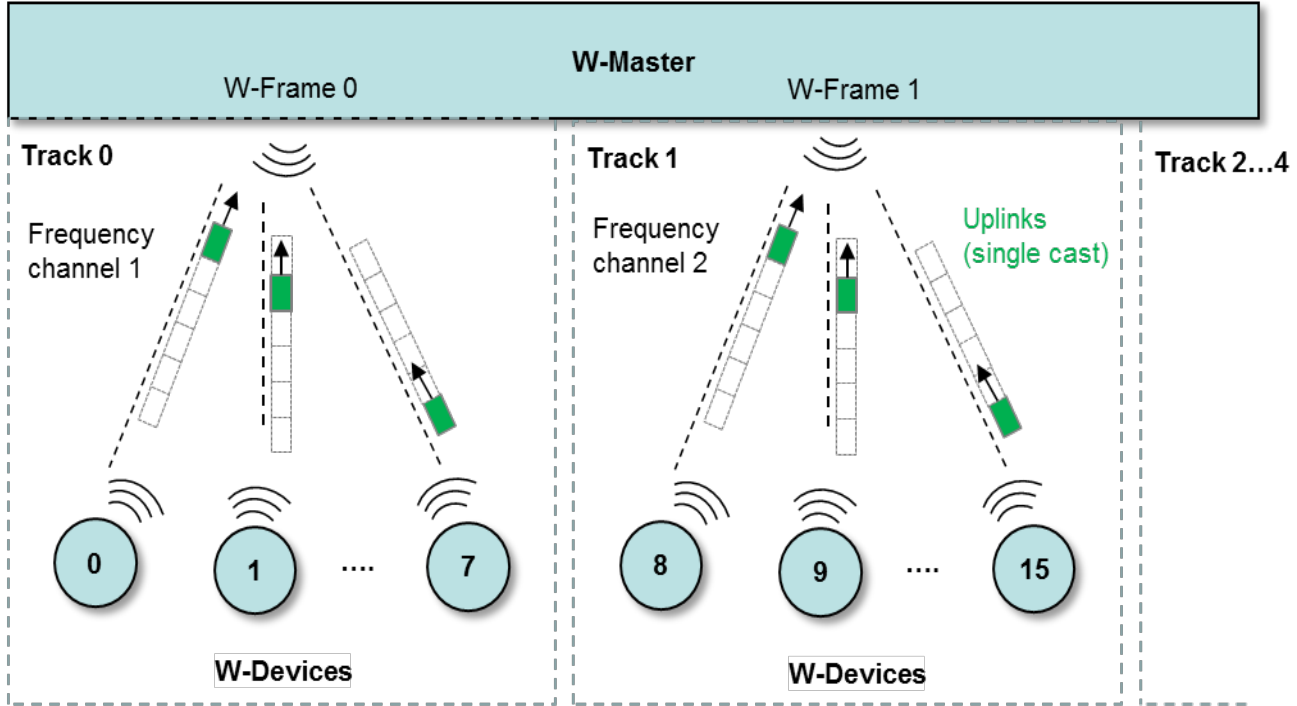 W-Master
W-Frame 0
W-Frame 1
Track 0
Frequency
channel 1
0
1
....
7
W-Devices
Track 1
Frequency
channel 2
Uplinks
(single cast)
8
9
....
15
W-Devices
Track 2...4